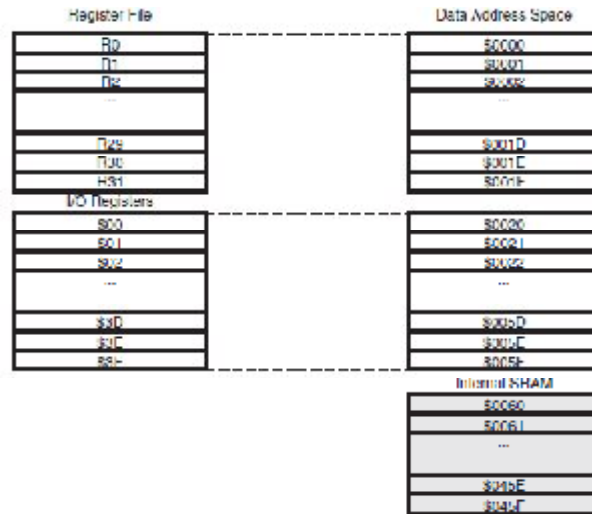 Register File
Data Address Space
R0
$0000
R1
$0001
R2
$0002
...
...
R29
$001D
R30
$001E
R31
$001F
I/O Registers
$00
$0020
$01
$0021
$02
$0022
...
...
$3D
$005D
$3E
$005E
$3F
$005F
Internal SRAM
$0060
$0061
...
$045E
$045F